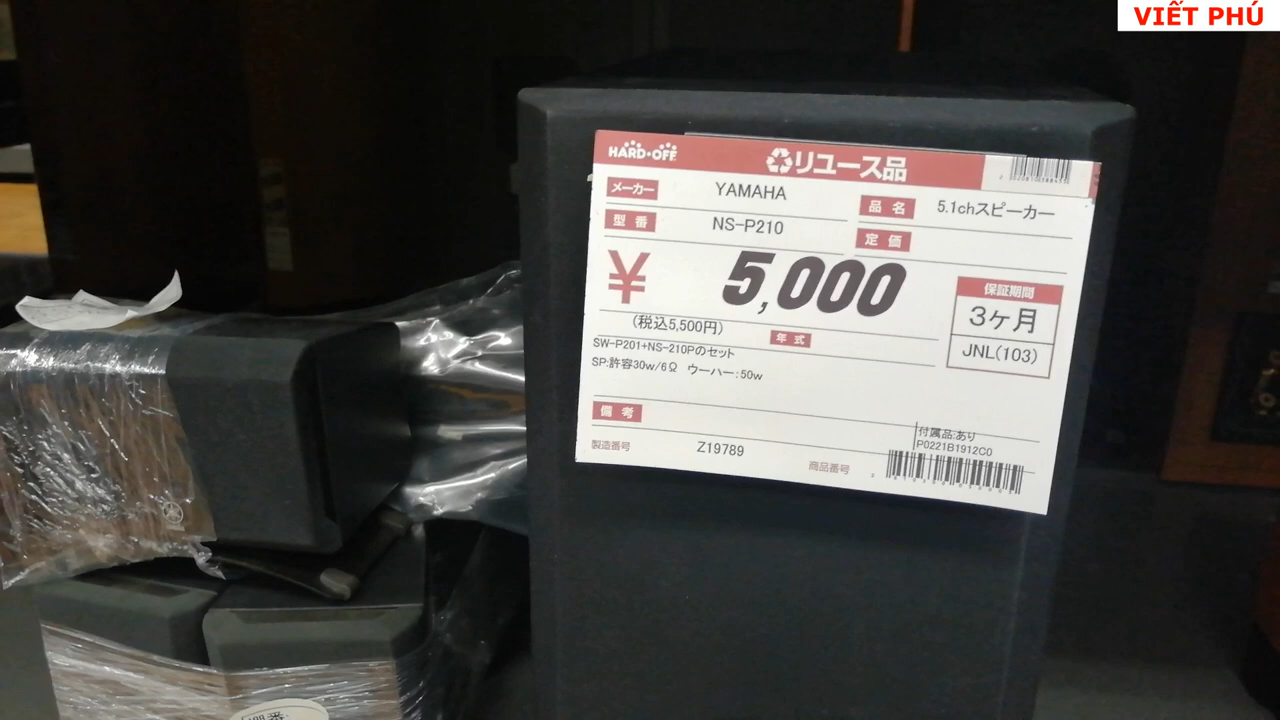 VIẾT PHÚ
HARD·OFF
リユース品
メーカー YAMAHA
品名 5.1chスピーカー
型番 NS-P210
定価
¥ 5,000
(税込5,500円)
年式
保証期間
3ヶ月
JNL(103)
SW-P201+NS-210Pのセット
SP:許容30w/6Ω ウーハー:50w
備考
付属品:あり
P0221B1912C0
製造番号 Z19789
商品番号